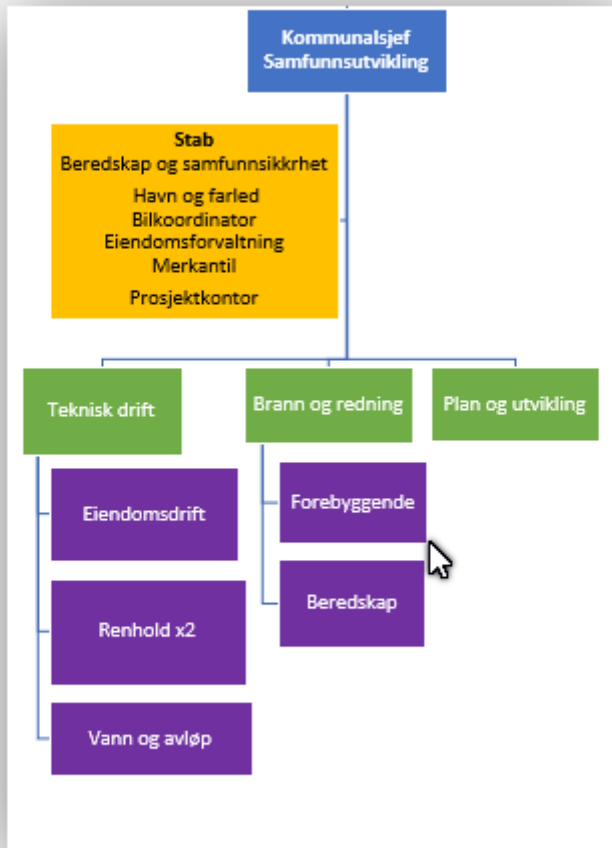 Kommunalsjef
Samfunnsutvikling
Stab
Beredskap og samfunnsikkrhet
Havn og farled
Bilkoordinator
Eiendomsforvaltning
Merkantil
Prosjektkontor
Teknisk drift
Brann og redning
Plan og utvikling
Eiendomsdrift
Renhold x2
Vann og avløp
Forebyggende
Beredskap